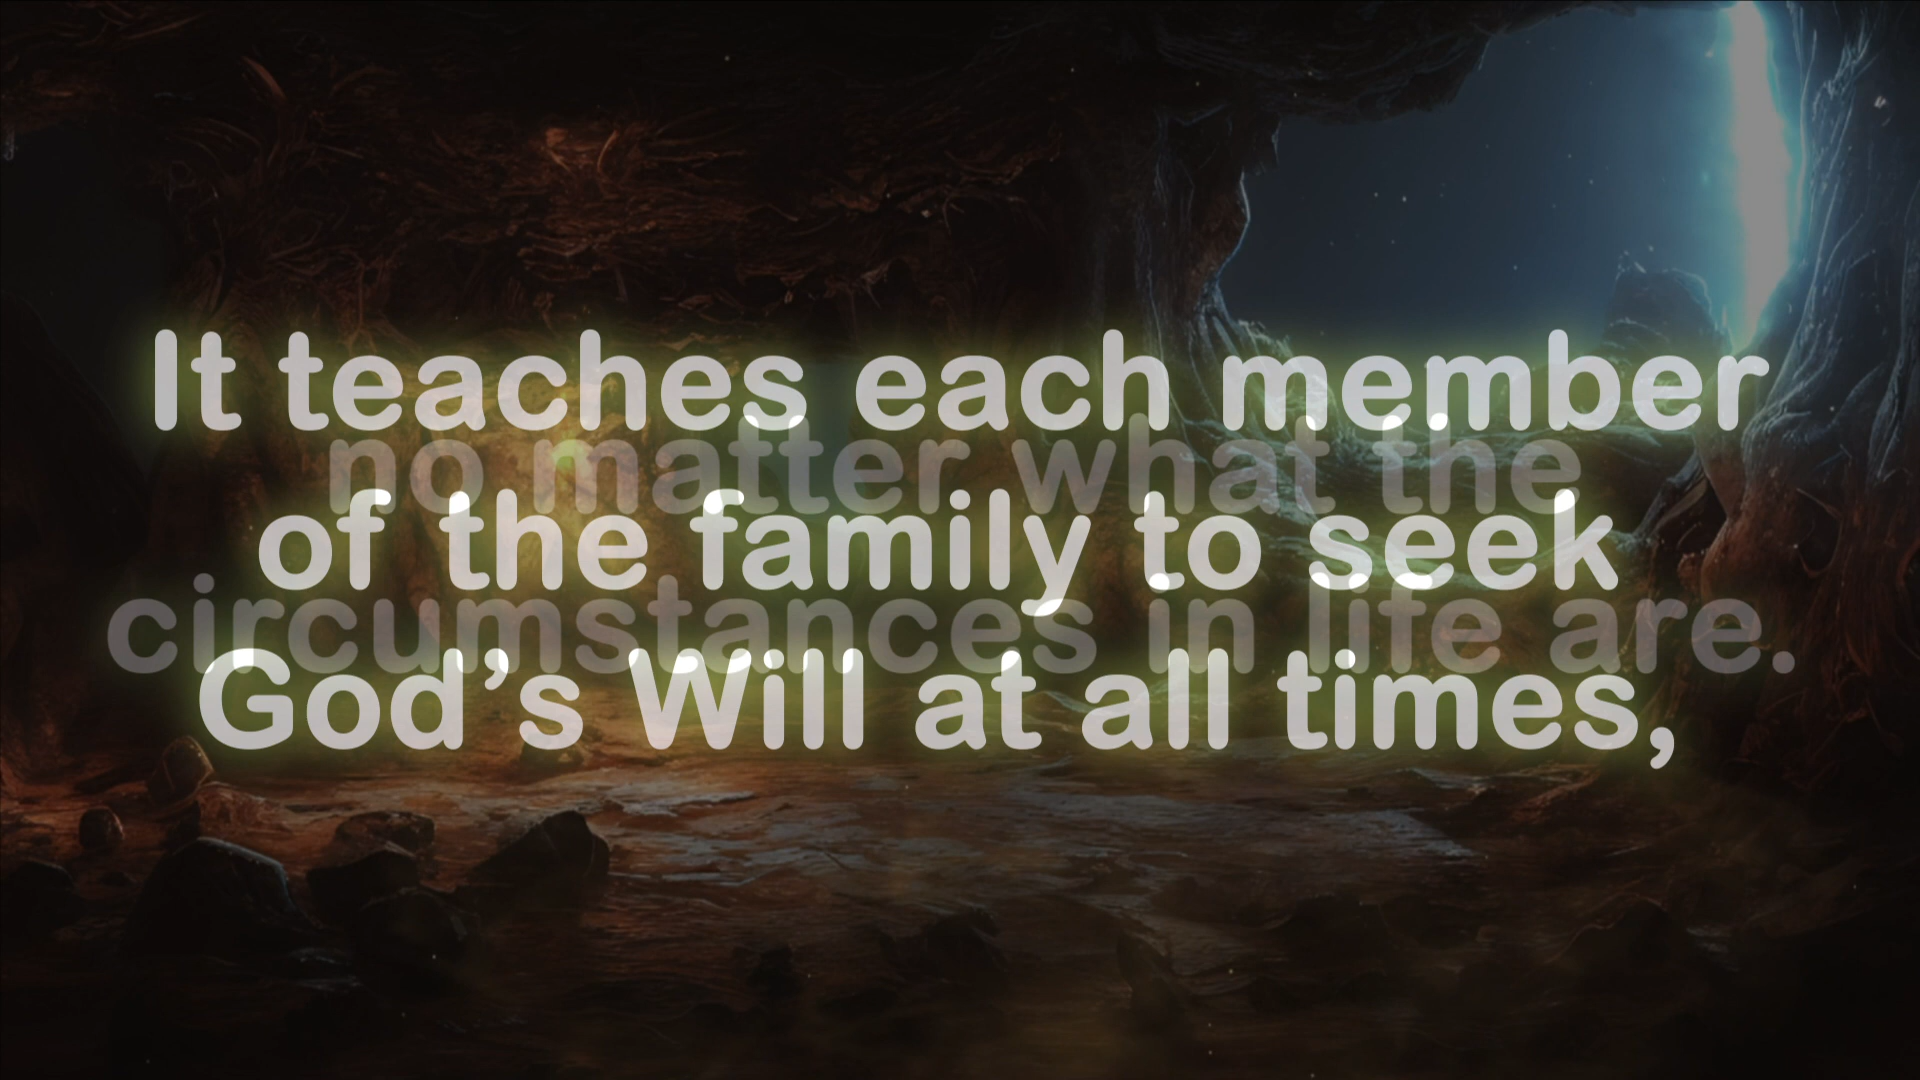 It teaches each member
of the family to seek
God’s Will at all times,
no matter what the
circumstances in life are.